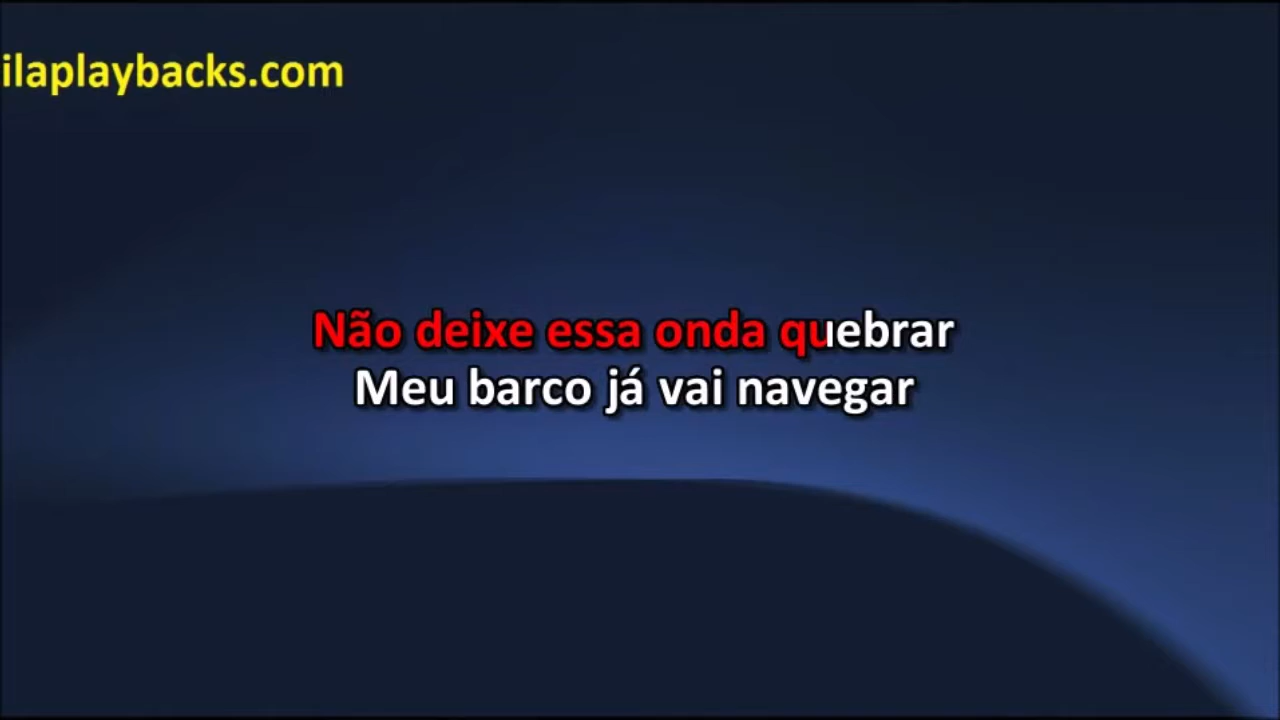 ilaplaybacks.com
Não deixe essa onda quebrar
Meu barco já vai navegar